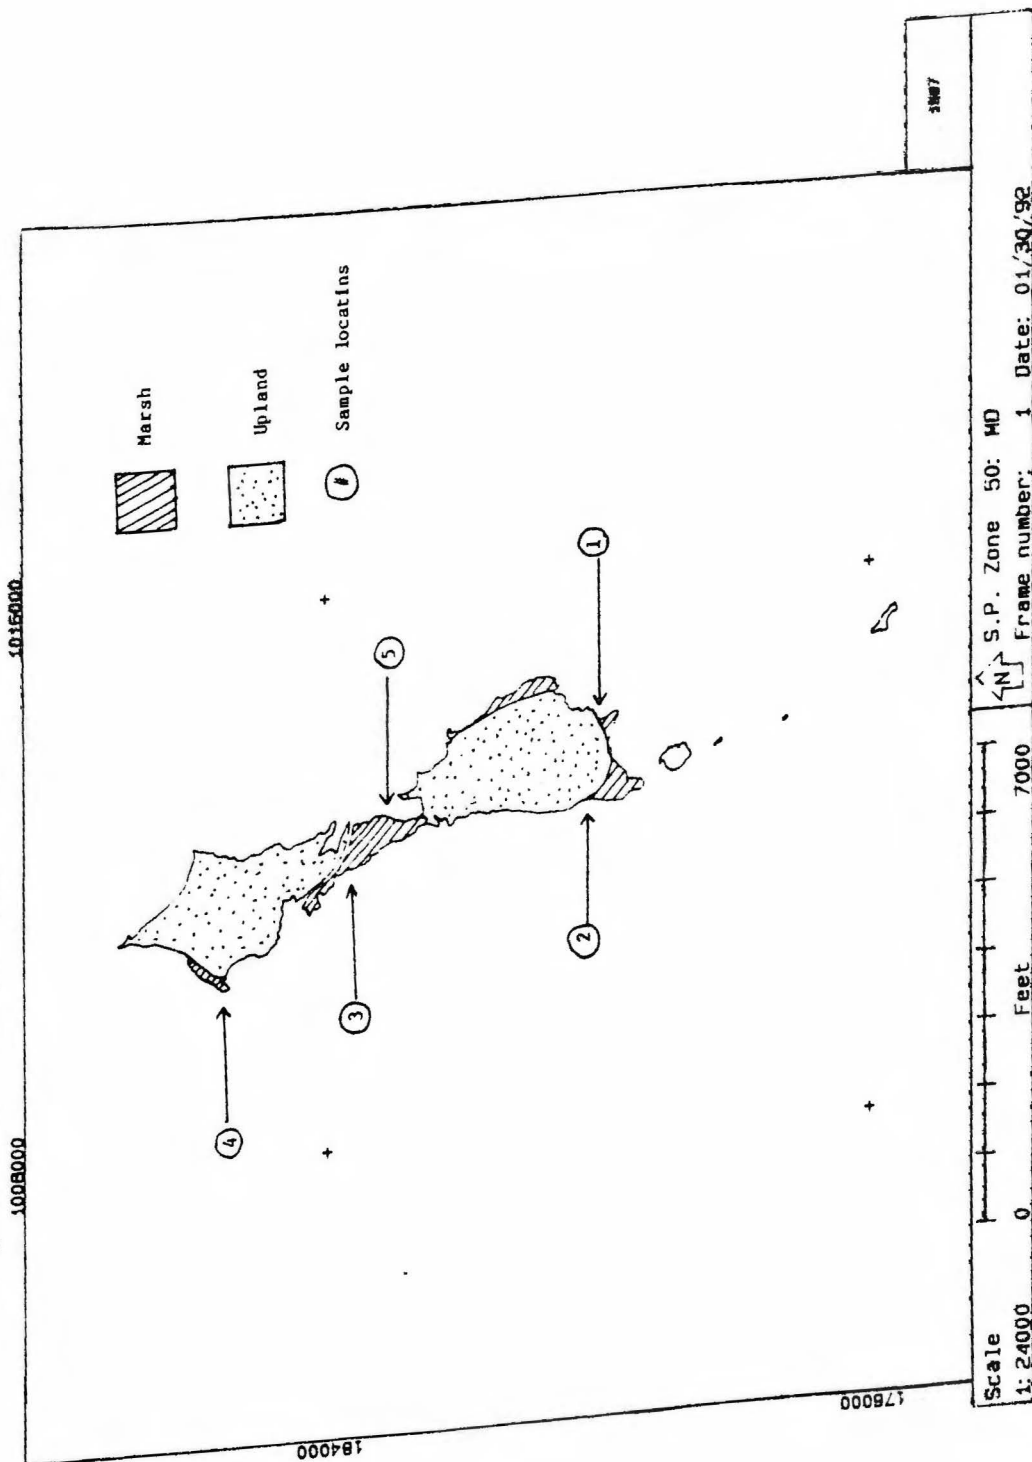 1008000
1016000
184000
176000
Marsh
Upland
# Sample locatins
1
2
3
4
5
Scale
1: 24000
0 Feet 7000
N
S.P. Zone 50: MD
Frame number: 1 Date: 01/30/92